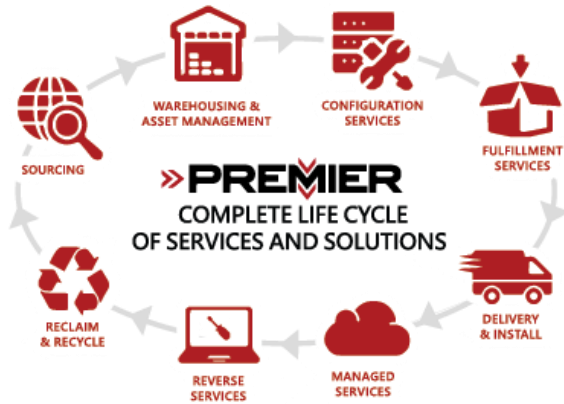 WAREHOUSING &
ASSET MANAGEMENT
CONFIGURATION
SERVICES
SOURCING
FULFILLMENT
SERVICES
PREMIER
COMPLETE LIFE CYCLE
OF SERVICES AND SOLUTIONS
RECLAIM
& RECYCLE
DELIVERY
& INSTALL
REVERSE
SERVICES
MANAGED
SERVICES